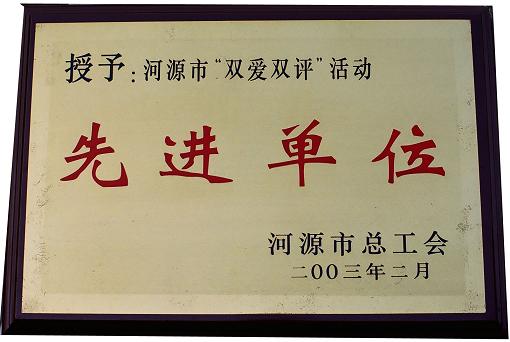 授予:河源市“双爱双评”活动
先进单位
河源市总工会
二00三年二月